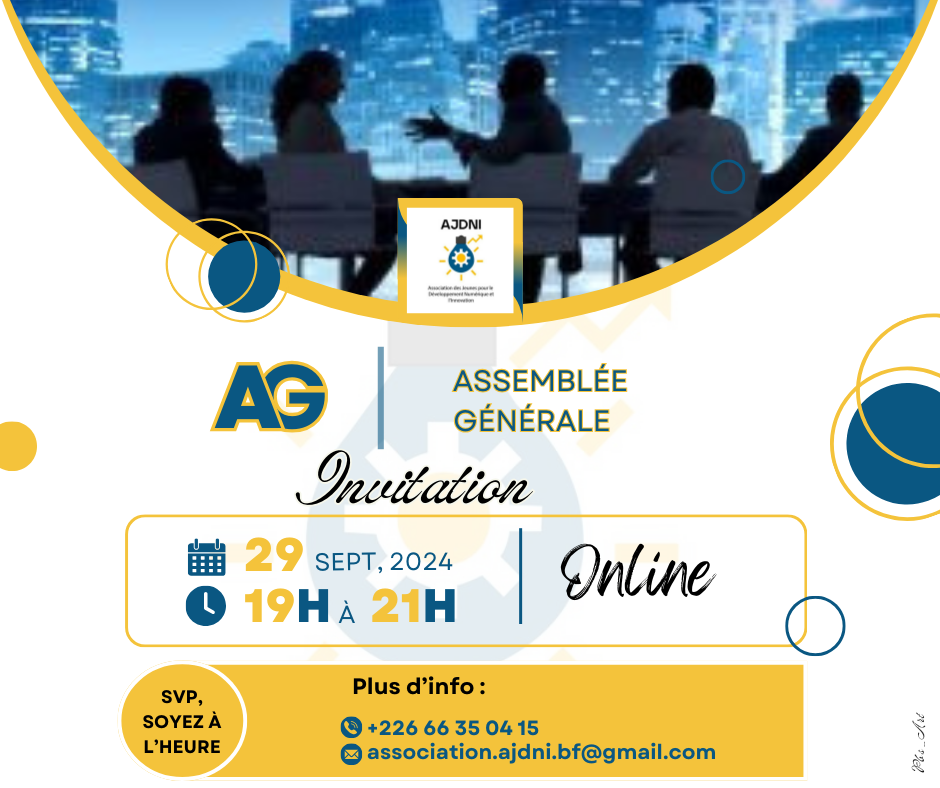 AJDNI
Association des Jeunes pour le
Développement Numérique et
l'Innovation
AG
ASSEMBLÉE
GÉNÉRALE
Invitation
29 SEPT, 2024
19H À 21H
Online
SVP,
SOYEZ À
L'HEURE
Plus d'info :
+226 66 35 04 15
association.ajdni.bf@gmail.com